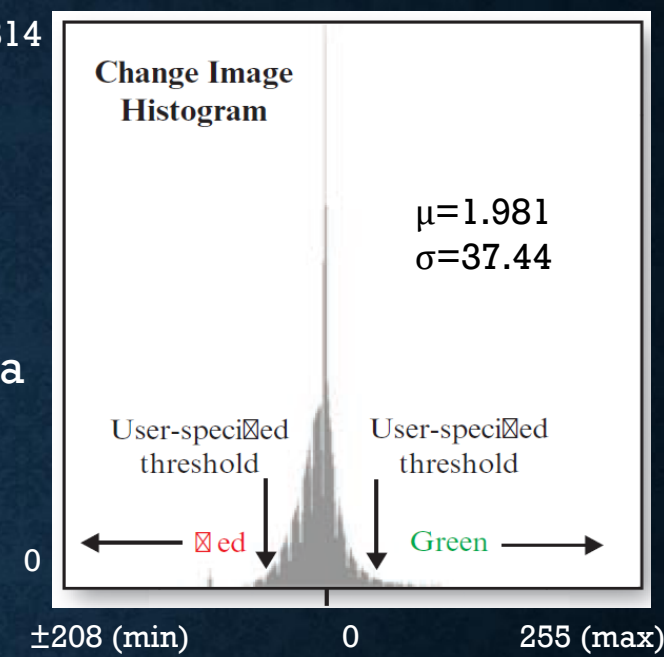 814
Change Image
Histogram
μ=1.981
σ=37.44
a
User-speci☒ed
threshold
User-speci☒ed
threshold
☒ed
Green
0
±208 (min)
0
255 (max)